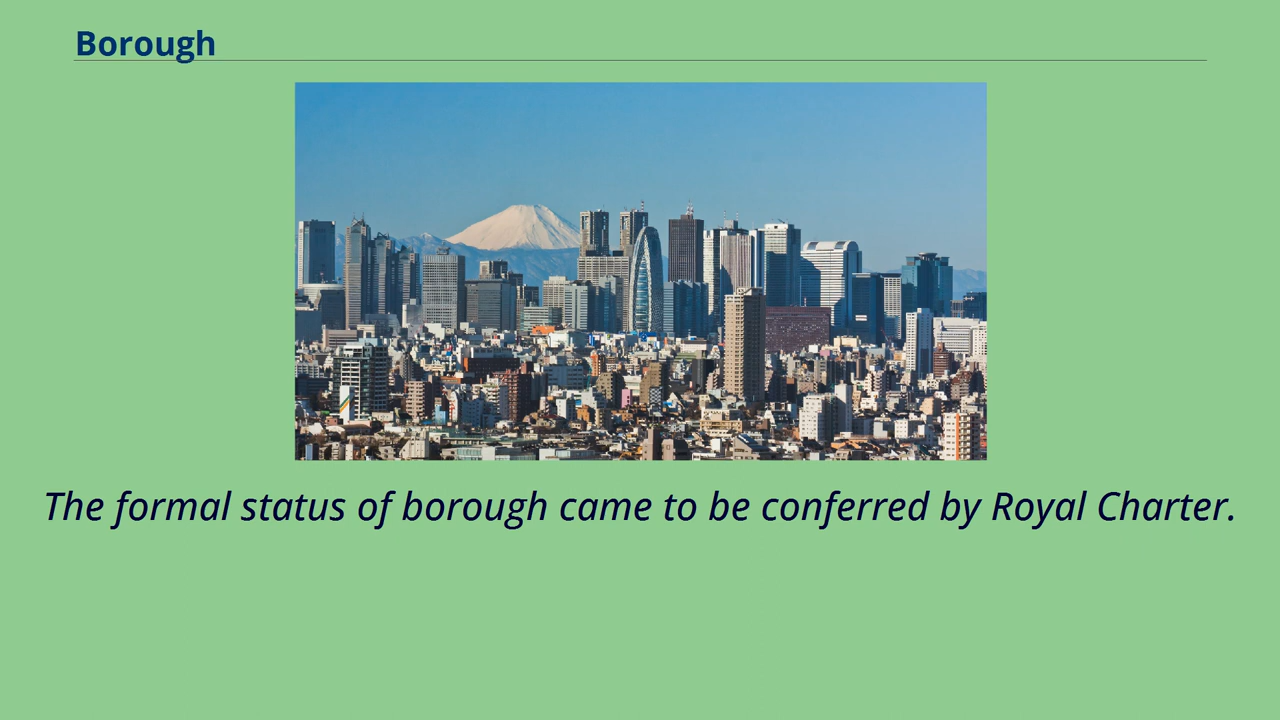 Borough
The formal status of borough came to be conferred by Royal Charter.